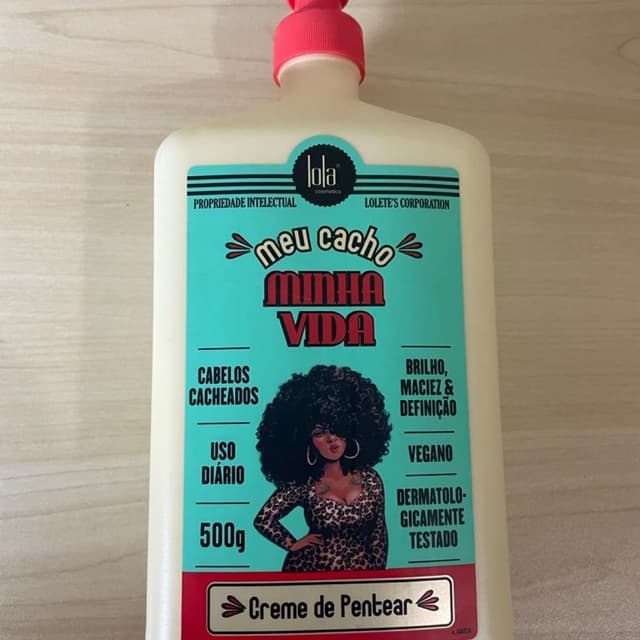 lola
cosmetics
PROPRIEDADE INTELECTUAL
LOLETE'S CORPORATION
meu cacho
MINHA
VIDA
CABELOS
CACHEADOS
USO
DIÁRIO
500g
BRILHO,
MACIEZ &
DEFINIÇÃO
VEGANO
DERMATOLO-
GICAMENTE
TESTADO
Creme de Pentear